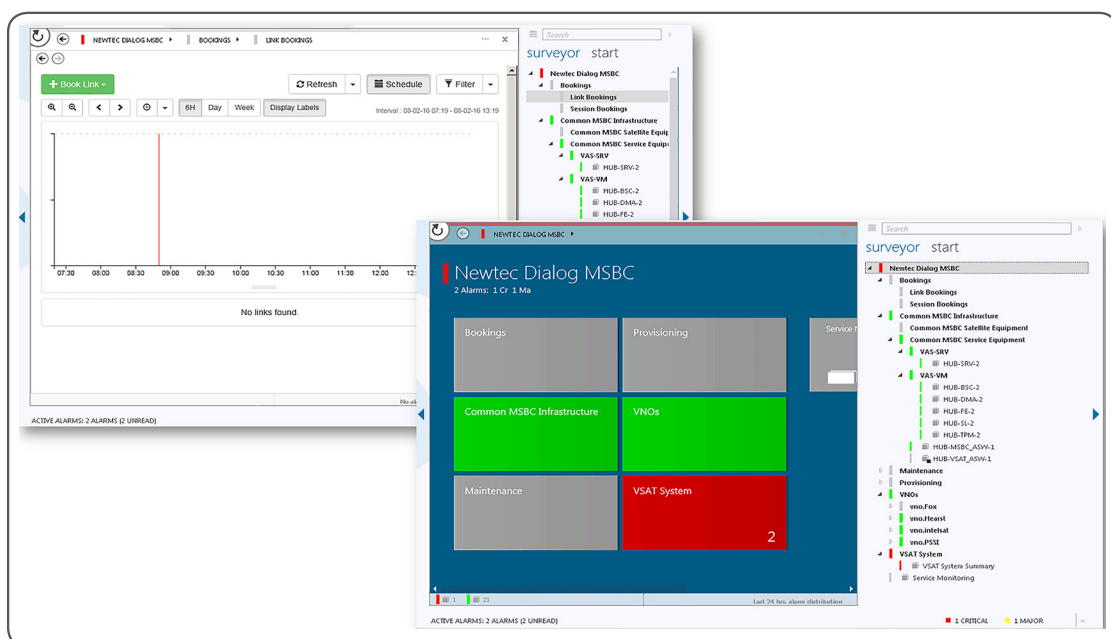 NEWTEC DIALOG MSBC
BOOKINGS
LINK BOOKINGS
+ Book Link
Refresh
Schedule
Filter
6H
Day
Week
Display Labels
Interval : 08-02-16 07:19 - 08-02-16 13:19
07:30
08:00
08:30
09:00
09:30
10:00
10:30
11:00
11:30
12:00
No links found.
ACTIVE ALARMS: 2 ALARMS (2 UNREAD)
Search
surveyor start
Newtec Dialog MSBC
Bookings
Link Bookings
Session Bookings
Common MSBC Infrastructure
Common MSBC Satellite Equip
Common MSBC Service Equip
VAS-SRV
HUB-SRV-2
VAS-VM
HUB-BSC-2
HUB-DMA-2
HUB-FE-2
NEWTEC DIALOG MSBC
Newtec Dialog MSBC
2 Alarms: 1 Cr 1 Ma
Bookings
Provisioning
Service
Common MSBC Infrastructure
VNOs
Maintenance
VSAT System
2
1
21
Last 24 hrs. alarm distribution
ACTIVE ALARMS: 2 ALARMS (2 UNREAD)
Search
surveyor start
Newtec Dialog MSBC
Bookings
Link Bookings
Session Bookings
Common MSBC Infrastructure
Common MSBC Satellite Equipment
Common MSBC Service Equipment
VAS-SRV
HUB-SRV-2
VAS-VM
HUB-BSC-2
HUB-DMA-2
HUB-FE-2
HUB-SL-2
HUB-TPM-2
HUB-MSBC_ASW-1
HUB-VSAT_ASW-1
Maintenance
Provisioning
VNOs
vno.Fox
vno.Hearst
vno.intelsat
vno.PSSI
VSAT System
VSAT System Summary
Service Monitoring
1 CRITICAL
1 MAJOR